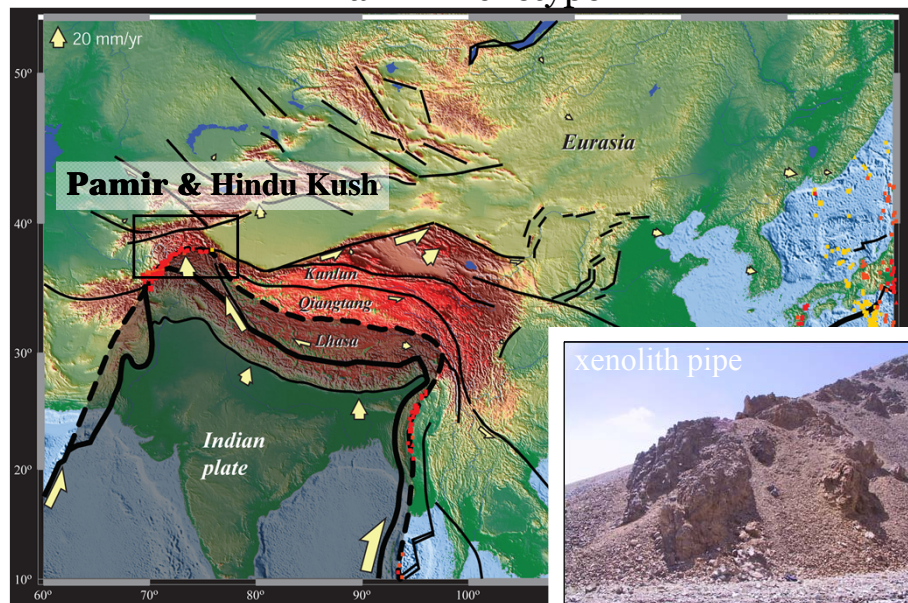 20 mm/yr
50°
Eurasia
Pamir & Hindu Kush
40°
Kunlun
Qiangtang
Lhasa
30°
xenolith pipe
Indian
plate
20°
10°
60° 70° 80° 90° 100°